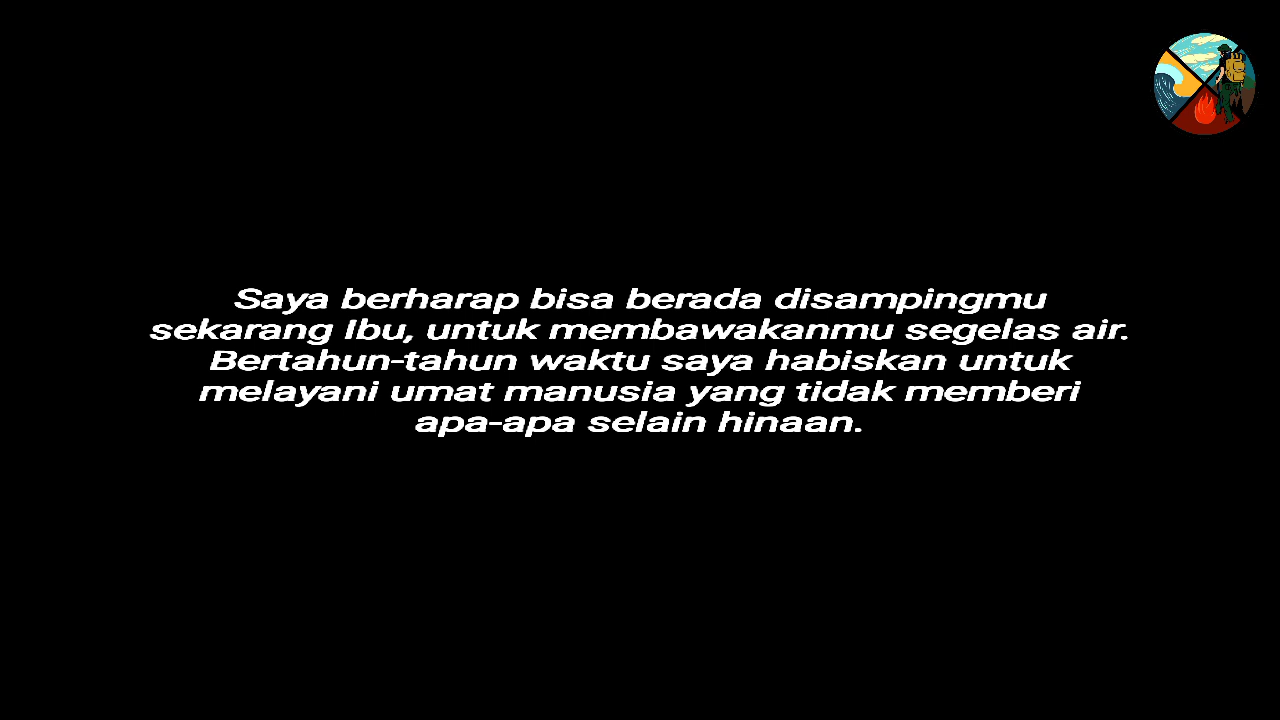 Saya berharap bisa berada disampingmu
sekarang Ibu, untuk membawakanmu segelas air.
Bertahun-tahun waktu saya habiskan untuk
melayani umat manusia yang tidak memberi
apa-apa selain hinaan.